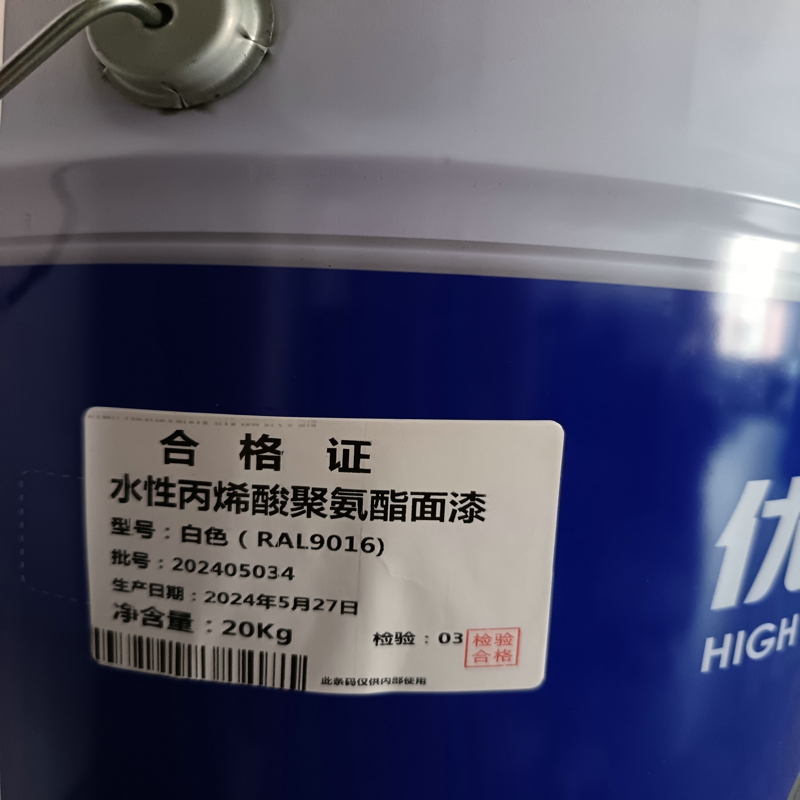 合格证
水性丙烯酸聚氨酯面漆
型号：白色（RAL9016)
批号：202405034
生产日期：2024年5月27日
净含量：20Kg
检验：03
检验
合格
此条码仅供内部使用
优
HIGH